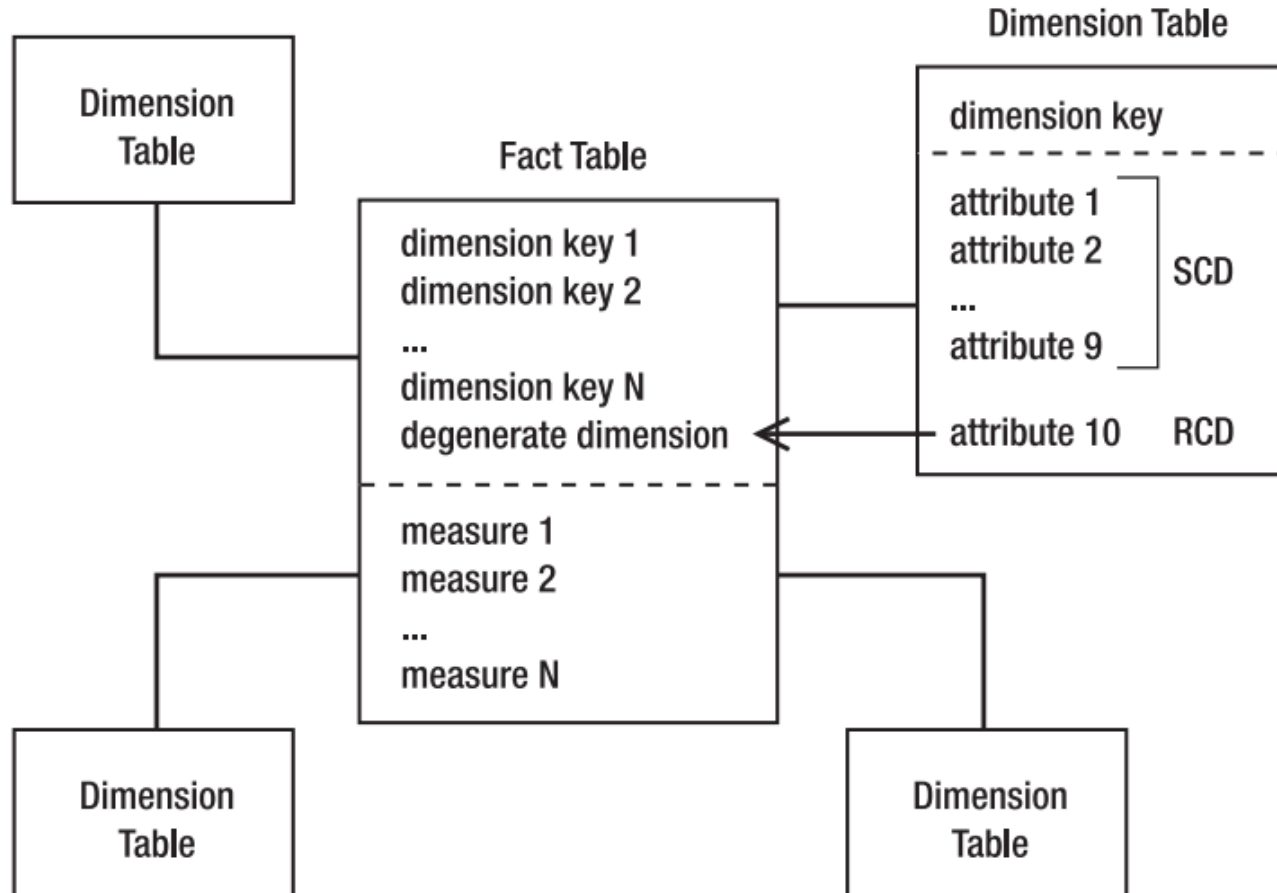 Dimension Table
Dimension
Table
dimension key
Fact Table
attribute 1
attribute 2
...
attribute 9
SCD
attribute 10 RCD
dimension key 1
dimension key 2
...
dimension key N
degenerate dimension
measure 1
measure 2
...
measure N
Dimension
Table
Dimension
Table